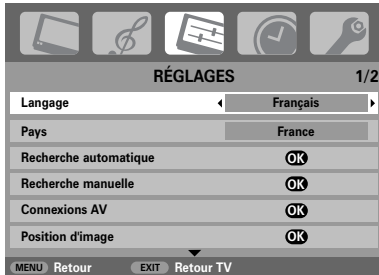 RÉGLAGES 1/2
Langage Français
Pays France
Recherche automatique OK
Recherche manuelle OK
Connexions AV OK
Position d'image OK
MENU Retour EXIT Retour TV